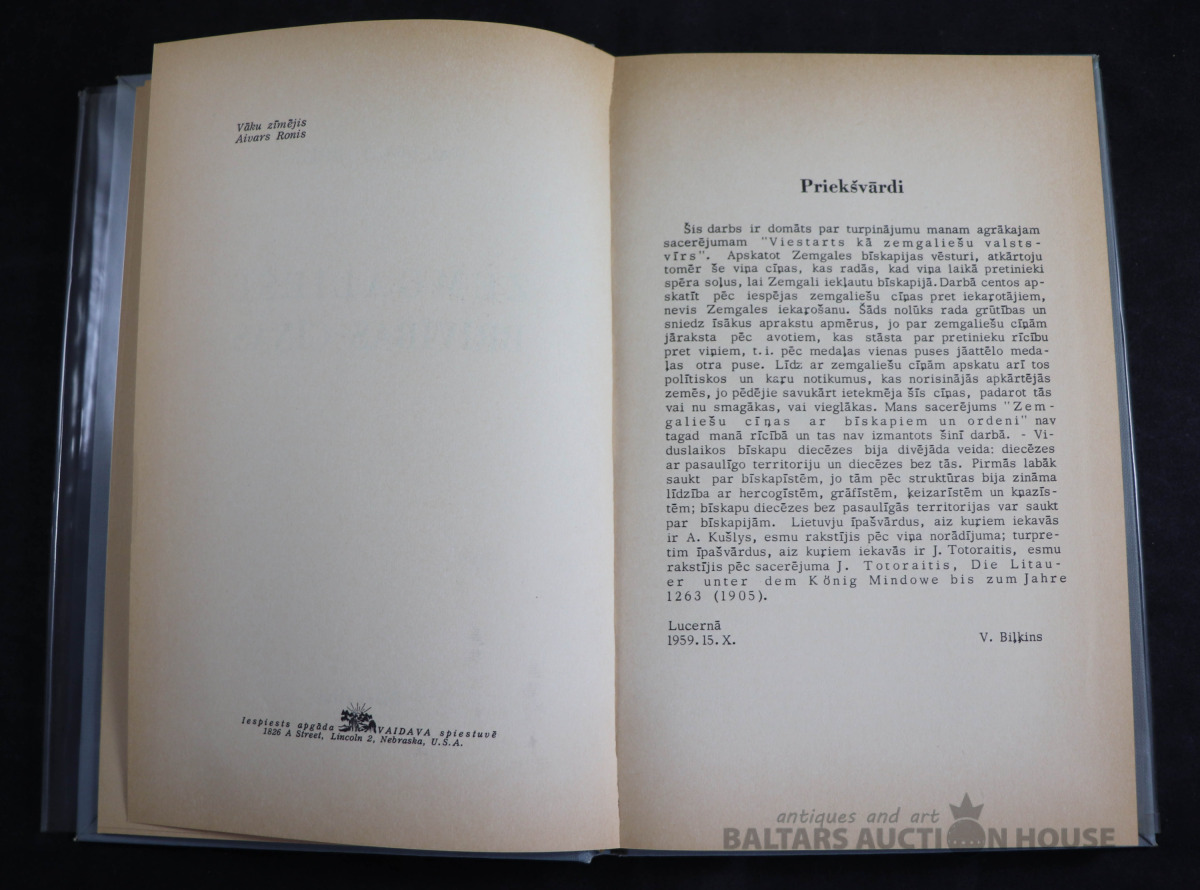 Vāku zīmējis
Aivars Ronis
Iespiests apgāda VAIDAVA spiestuvē
1826 A Street, Lincoln 2, Nebraska, U.S.A.
Priekšvārdi
Šis darbs ir domāts par turpinājumu manam agrākajam
sacerējumam "Viestarts kā zemgaliešu valsts-
vīrs". Apskatot Zemgales bīskapijas vēsturi, atkārtoju
tomēr še viņa cīņas, kas radās, kad viņa laikā pretinieki
spēra soļus, lai Zemgali iekļautu bīskapijā. Darbā centos ap-
skatīt pēc iespējas zemgaliešu cīņas pret iekaŗotājiem,
nevis Zemgales iekaŗošanu. Šāds nolūks rada grūtības un
sniedz īsākus aprakstu apmērus, jo par zemgaliešu cīņām
jāraksta pēc avotiem, kas stāsta par pretinieku rīcību
pret viņiem, t.i. pēc medaļas vienas puses jāattēlo meda-
ļas otra puse. Līdz ar zemgaliešu cīņām apskatu arī tos
polītiskos un kaŗu notikumus, kas norisinājās apkārtējās
zemēs, jo pēdējie savukārt ietekmēja šīs cīņas, padarot tās
vai nu smagākas, vai vieglākas. Mans sacerējums "Zem-
galiešu cīņas ar bīskapiem un ordeni" nav
tagad manā rīcībā un tas nav izmantots šinī darbā. - Vi-
duslaikos bīskapu diecēzes bija divējāda veida: diecēzes
ar pasaulīgo territoriju un diecēzes bez tās. Pirmās labāk
saukt par bīskapīstēm, jo tām pēc struktūras bija zināma
līdzība ar hercogīstēm, grāfīstēm, ķeizarīstēm un kņazīs-
tēm; bīskapu diecēzes bez pasaulīgās territorijas var saukt
par bīskapijām. Lietuvju īpašvārdus, aiz kuŗiem iekavās
ir A. Kušlys, esmu rakstījis pēc viņa norādījuma; turpre-
tim īpašvārdus, aiz kuŗiem iekavās ir J. Totoraitis, esmu
rakstījis pēc sacerējuma J. Totoraitis, Die Litau-
er unter dem König Mindowe bis zum Jahre
1263 (1905).
Lucernā
1959. 15. X.
V. Biļķins
antiques and art
BALTARS AUCTION HOUSE